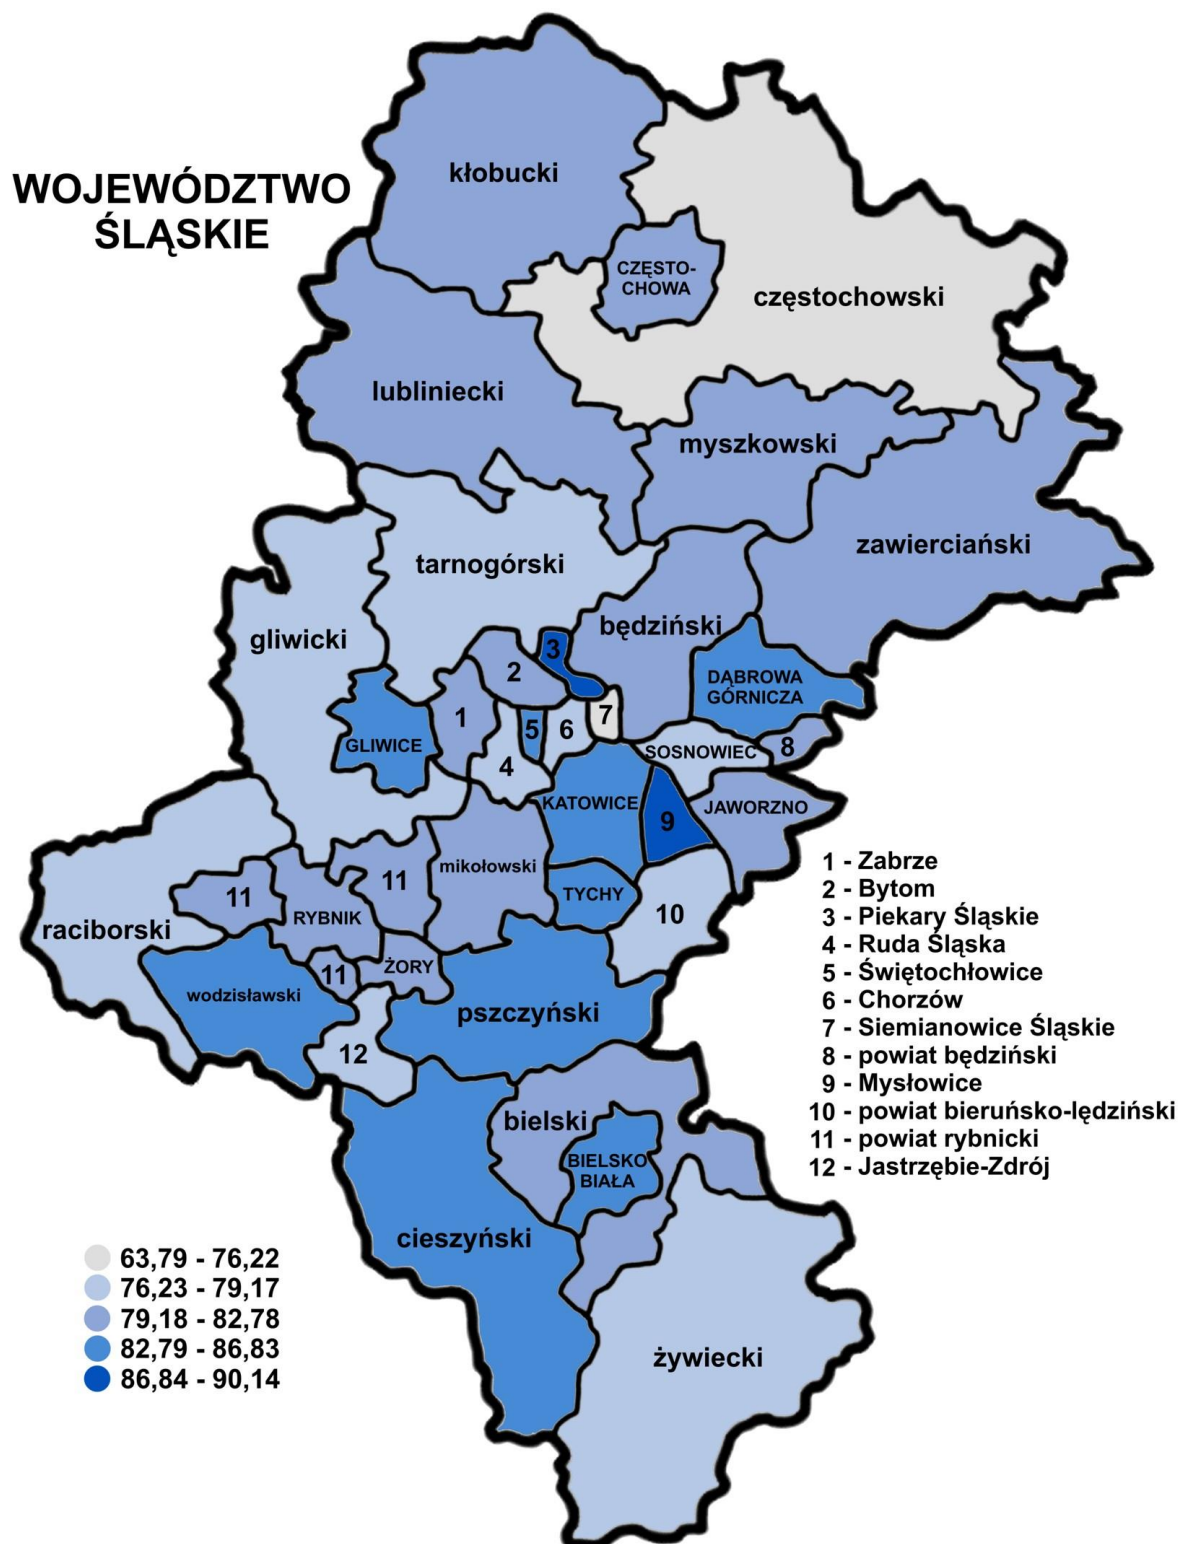 WOJEWÓDZTWO
ŚLĄSKIE
kłobucki
CZĘSTO-
CHOWA
częstochowski
lubliniecki
myszkowski
zawierciański
tarnogórski
gliwicki
będziński
3
2
DĄBROWA
GÓRNICZA
1
7
5
6
GLIWICE
8
SOSNOWIEC
4
KATOWICE
9
JAWORZNO
mikołowski
11
11
TYCHY
10
RYBNIK
raciborski
11
ŻORY
wodzisławski
pszczyński
12
bielski
BIELSKO
BIAŁA
cieszyński
żywiecki
1 - Zabrze
2 - Bytom
3 - Piekary Śląskie
4 - Ruda Śląska
5 - Świętochłowice
6 - Chorzów
7 - Siemianowice Śląskie
8 - powiat będziński
9 - Mysłowice
10 - powiat bieruńsko-lędziński
11 - powiat rybnicki
12 - Jastrzębie-Zdrój
63,79 - 76,22
76,23 - 79,17
79,18 - 82,78
82,79 - 86,83
86,84 - 90,14